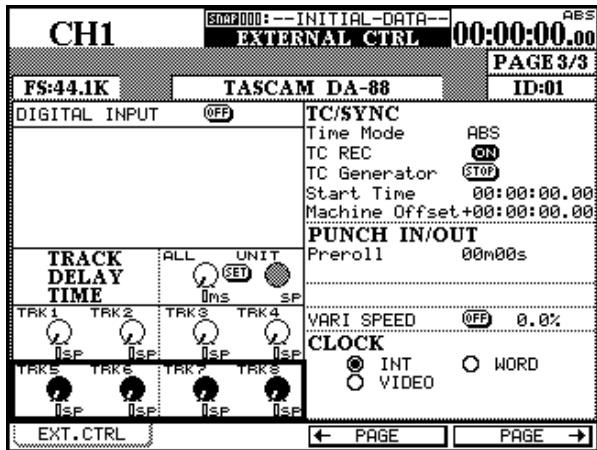 CH1
SNAP000:--INITIAL-DATA--
EXTERNAL CTRL
ABS
00:00:00.00
PAGE 3/3
FS:44.1K
TASCAM DA-88
ID:01
DIGITAL INPUT OFF
TC/SYNC
Time Mode ABS
TC REC ON
TC Generator STOP
Start Time 00:00:00.00
Machine Offset+00:00:00.00
PUNCH IN/OUT
Preroll 00m00s
TRACK DELAY TIME
ALL UNIT
SET
0ms SP
TRK1 TRK2 TRK3 TRK4
0SP 0SP 0SP 0SP
TRK5 TRK6 TRK7 TRK8
0SP 0SP 0SP 0SP
VARI SPEED OFF 0.0%
CLOCK
INT WORD
VIDEO
EXT.CTRL
← PAGE
PAGE →